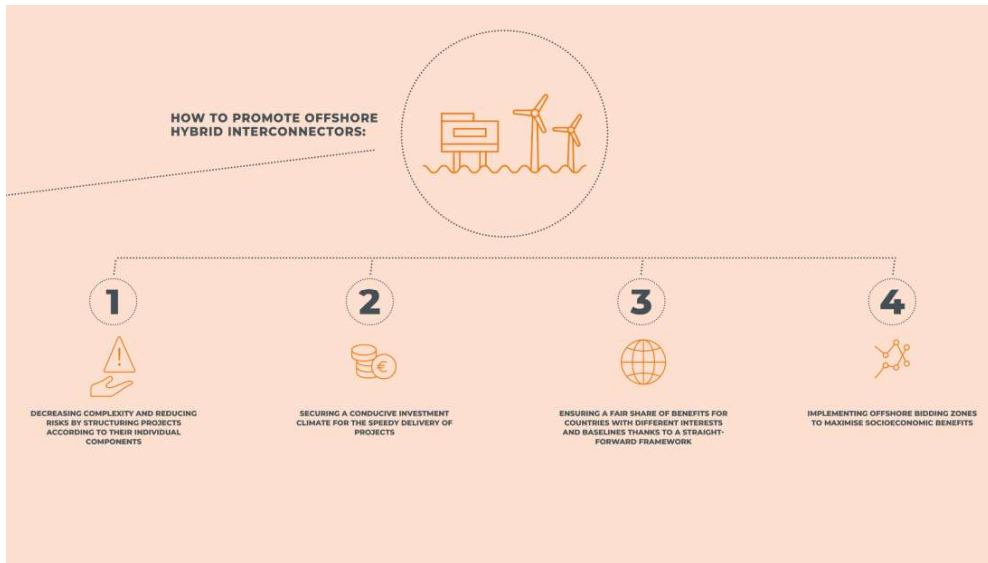 HOW TO PROMOTE OFFSHORE
HYBRID INTERCONNECTORS:
1
DECREASING COMPLEXITY AND REDUCING
RISKS BY STRUCTURING PROJECTS
ACCORDING TO THEIR INDIVIDUAL
COMPONENTS
2
€
SECURING A CONDUCIVE INVESTMENT
CLIMATE FOR THE SPEEDY DELIVERY OF
PROJECTS
3
ENSURING A FAIR SHARE OF BENEFITS FOR
COUNTRIES WITH DIFFERENT INTERESTS
AND BASELINES THANKS TO A STRAIGHT-
FORWARD FRAMEWORK
4
IMPLEMENTING OFFSHORE BIDDING ZONES
TO MAXIMISE SOCIOECONOMIC BENEFITS